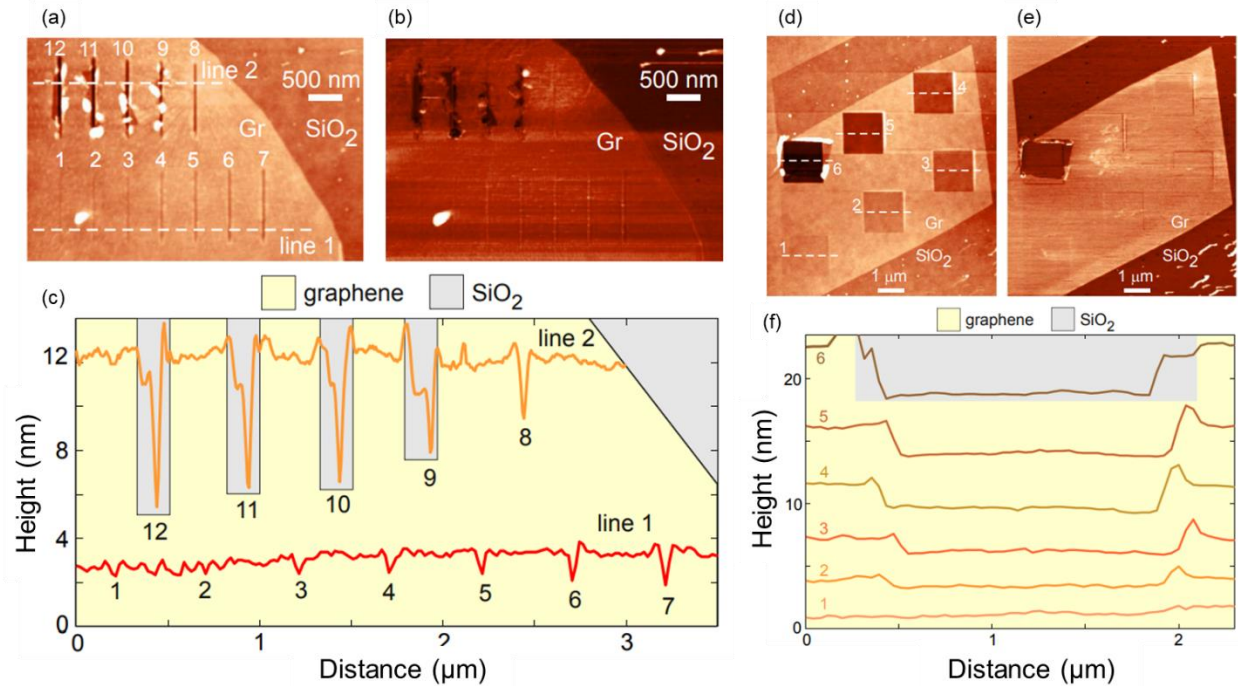 (a)
12 11 10 9 8
line 2
500 nm
Gr
SiO2
1 2 3 4 5 6 7
line 1
(b)
500 nm
Gr
SiO2
(c)
graphene
SiO2
Height (nm)
12
8
4
0
line 2
12
11
10
9
8
line 1
1 2 3 4 5 6 7
0 1 2 3
Distance (μm)
(d)
4
5
6
3
2
1
Gr
SiO2
1 μm
(e)
Gr
SiO2
1 μm
(f)
graphene
SiO2
Height (nm)
20
10
0
6
5
4
3
2
1
0 1 2
Distance (μm)